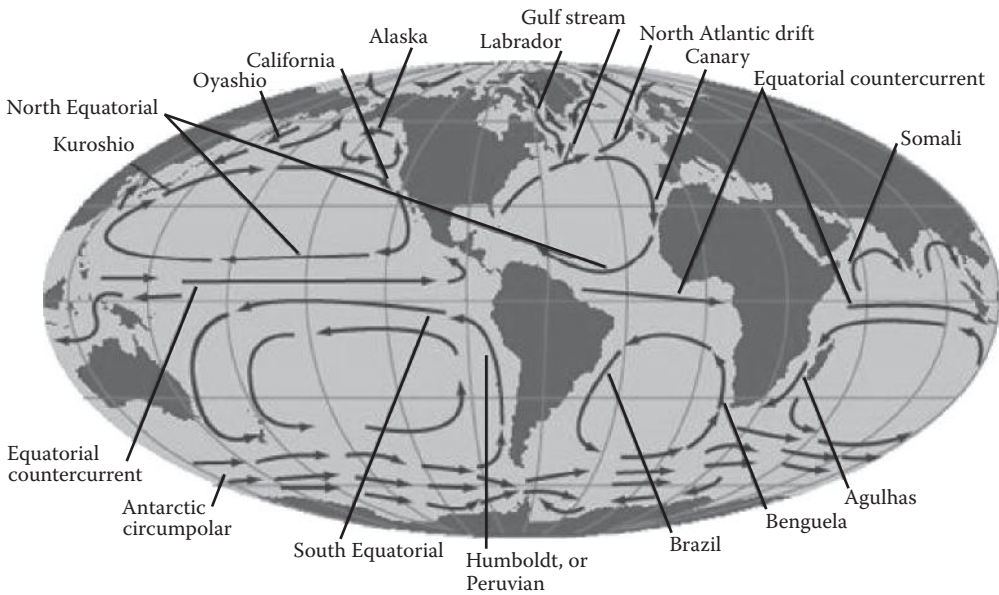 Gulf stream
Alaska
Labrador
North Atlantic drift
California
Canary
Oyashio
Equatorial countercurrent
North Equatorial
Kuroshio
Somali
Equatorial
countercurrent
Antarctic
circumpolar
South Equatorial
Humboldt, or
Peruvian
Brazil
Benguela
Agulhas